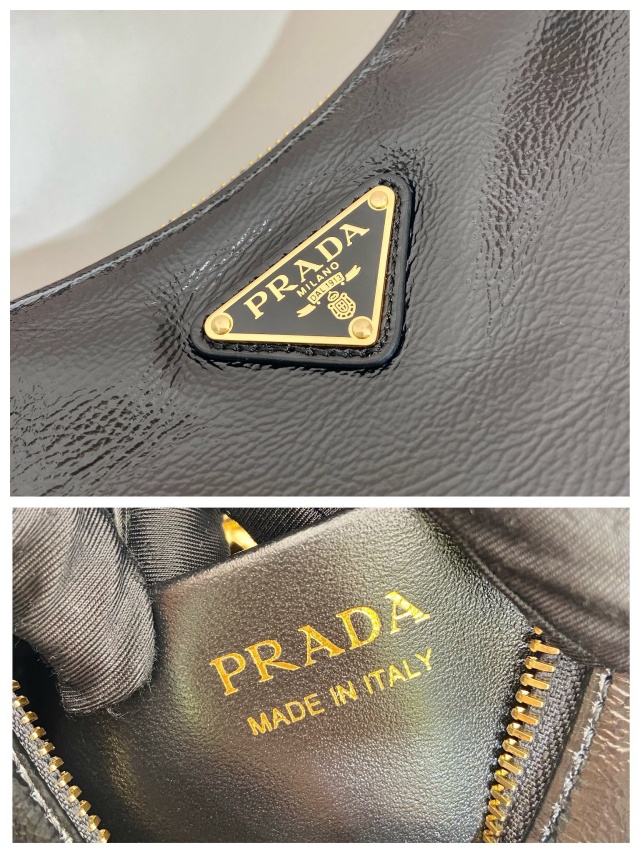 PRADA
MILANO
DAL 1913
PRADA
MADE IN ITALY